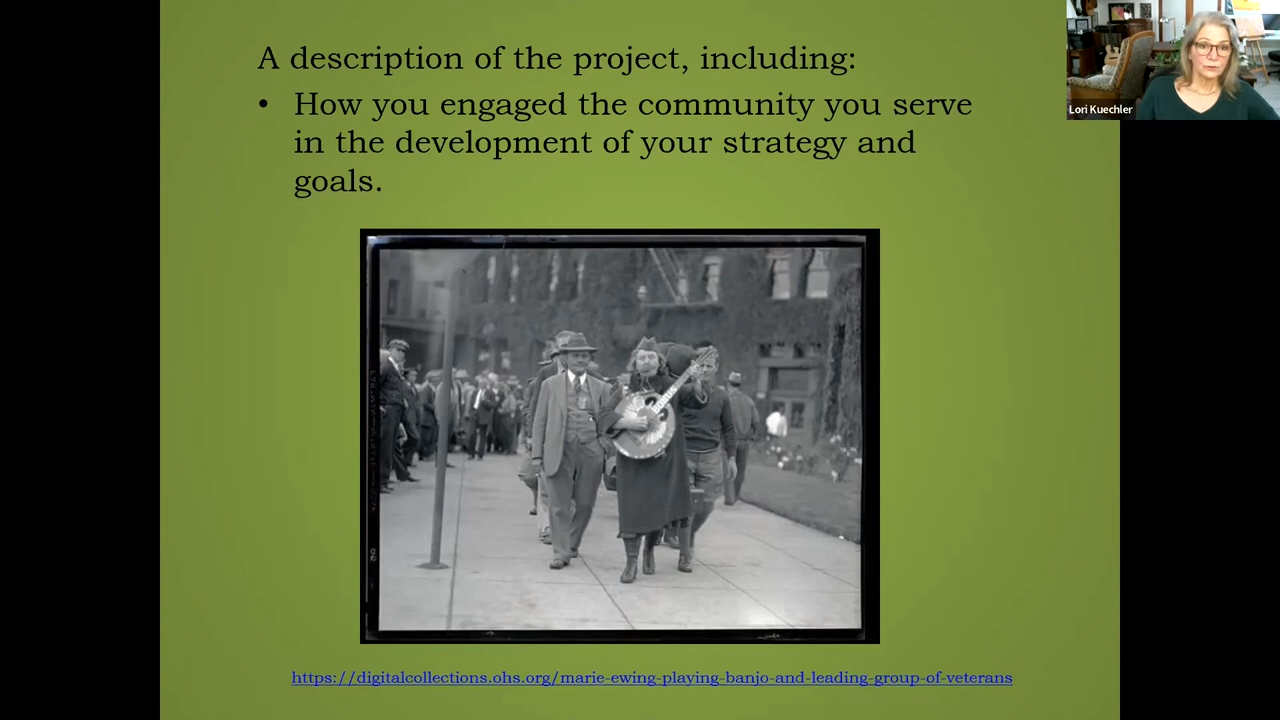 A description of the project, including:
• How you engaged the community you serve
in the development of your strategy and
goals.
Lori Kuechler
https://digitalcollections.ohs.org/marie-ewing-playing-banjo-and-leading-group-of-veterans